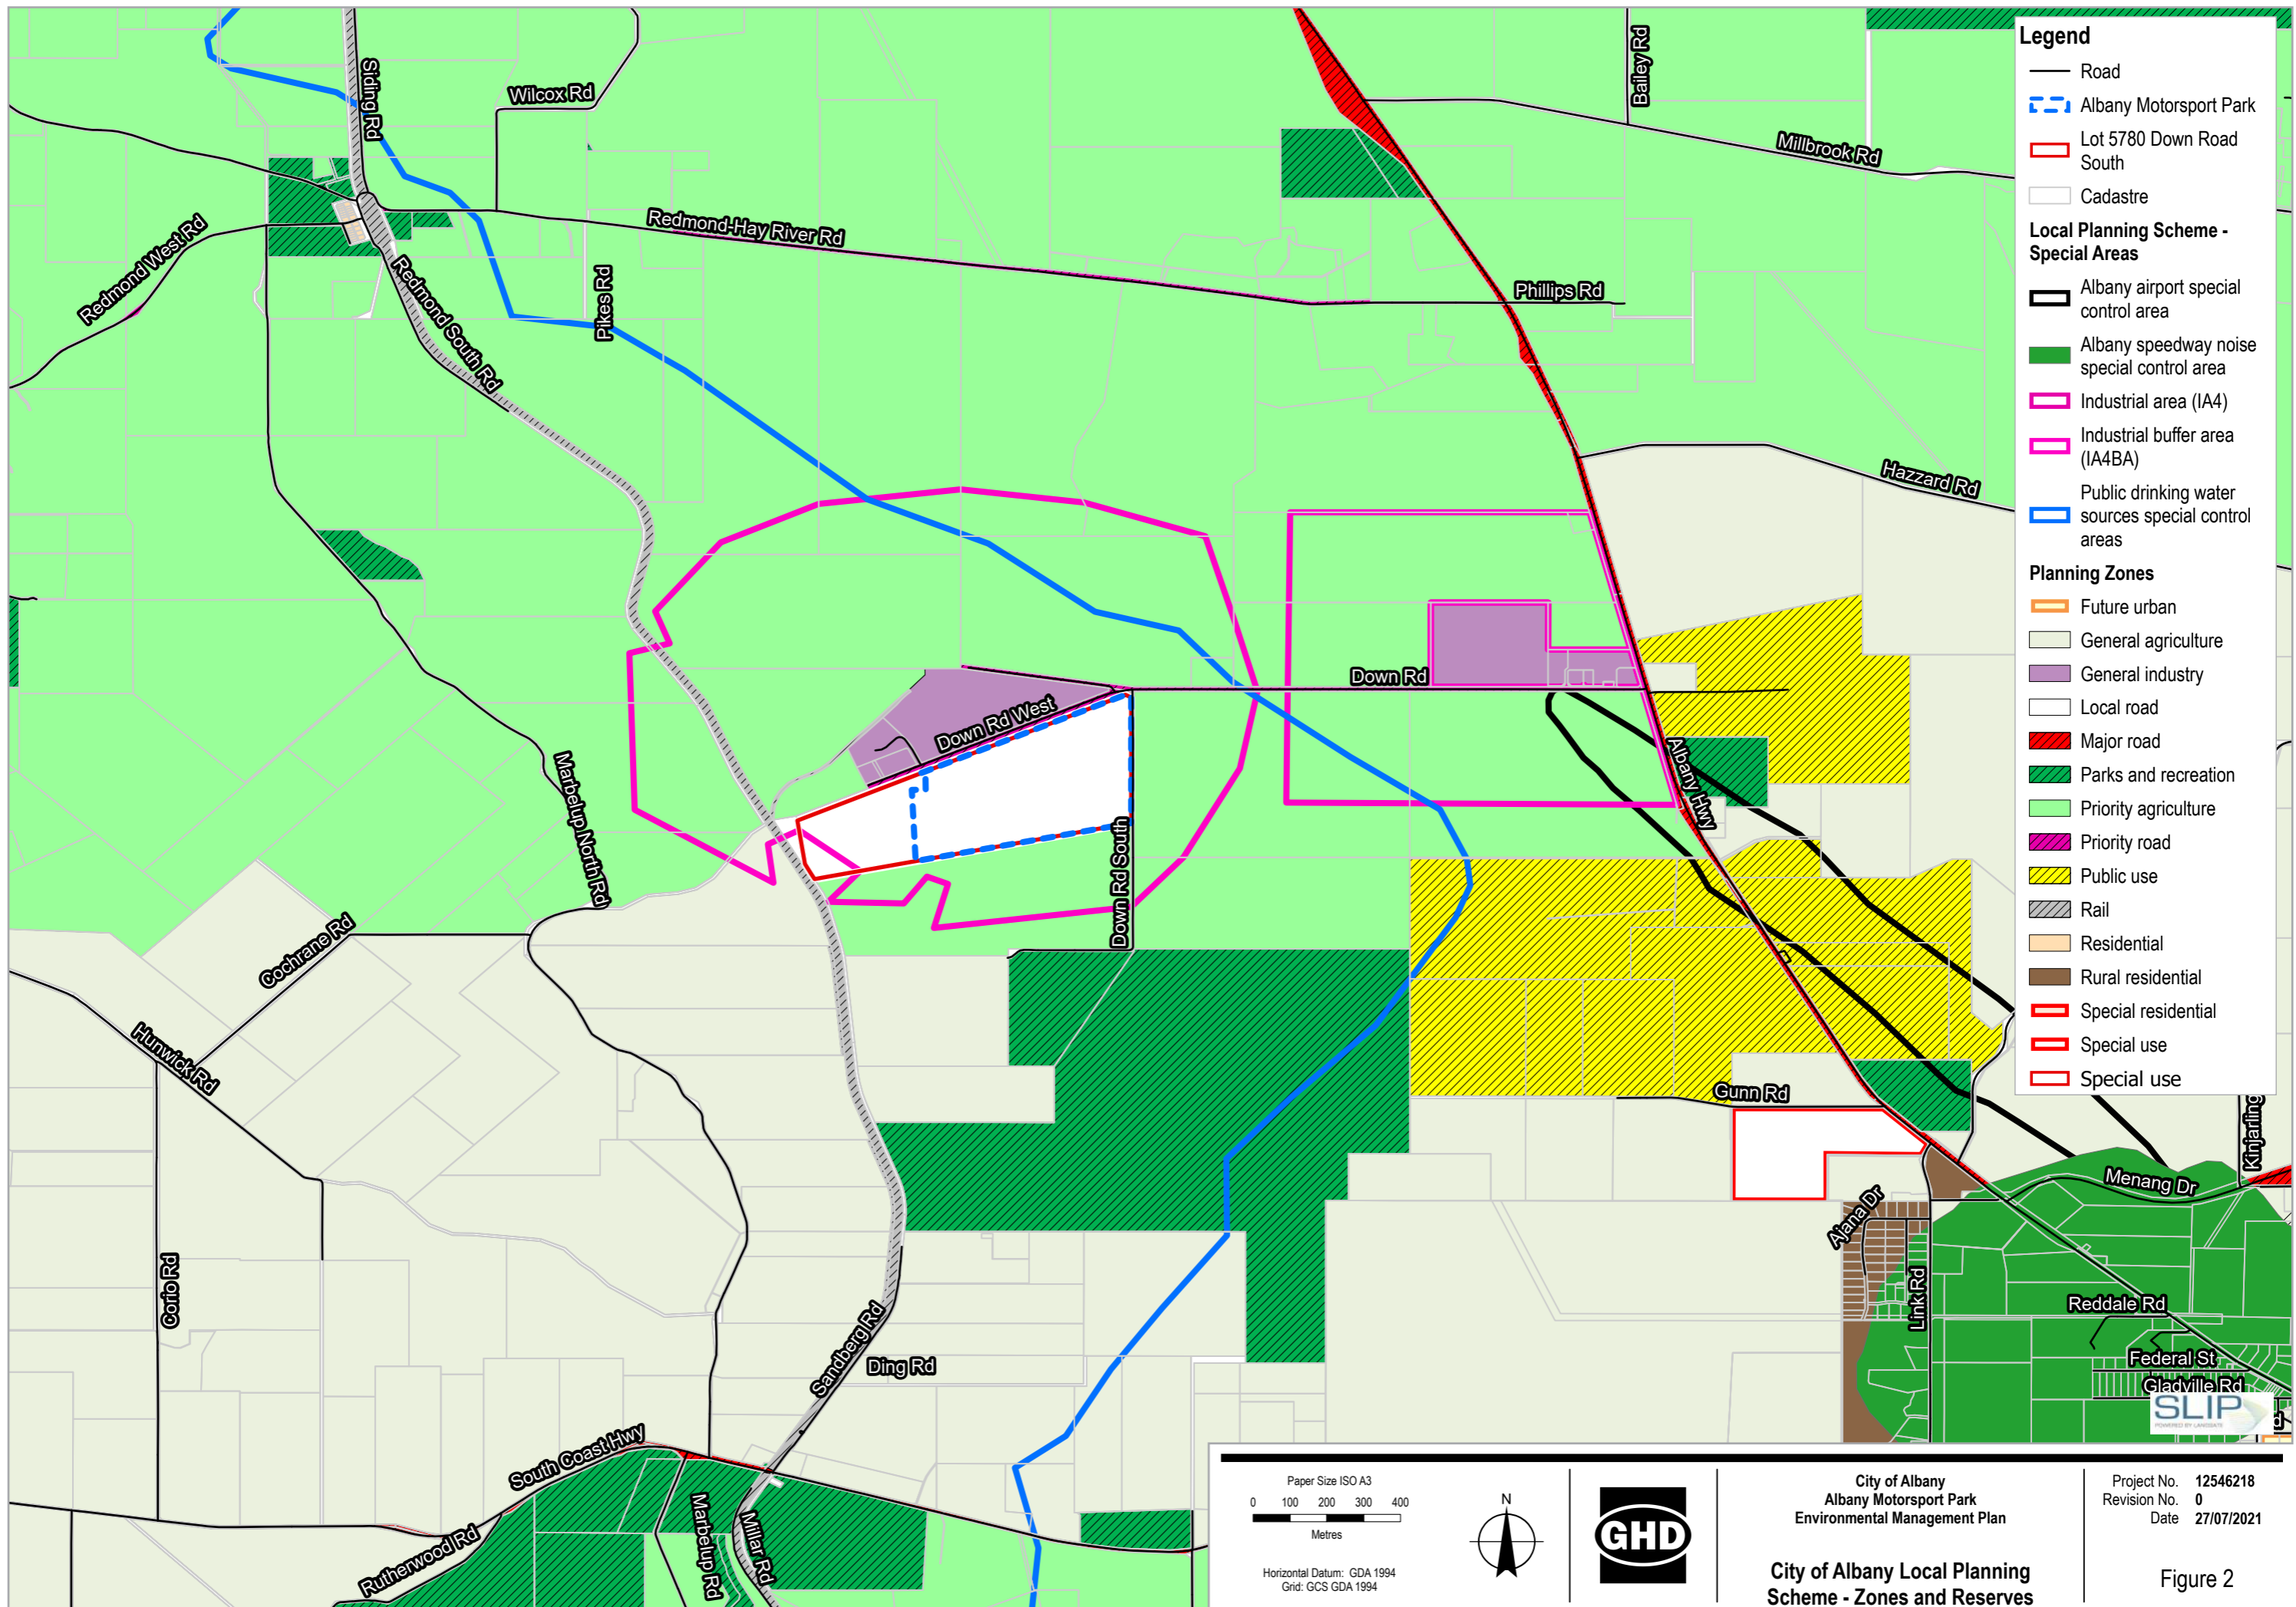 Siding Rd
Wilcox Rd
Bailey Rd
Millbrook Rd
Redmond West Rd
Redmond-Hay River Rd
Redmond South Rd
Pikes Rd
Phillips Rd
Hazzard Rd
Down Rd
Down Rd West
Albany Hwy
Marbelup North Rd
Down Rd South
Cochrane Rd
Hunwick Rd
Gunn Rd
Kinjarling
Menang Dr
Ajana Dr
Link Rd
Corio Rd
Reddale Rd
Sandberg Rd
Ding Rd
Federal St
Gladville Rd
South Coast Hwy
Rutherwood Rd
Marbelup Rd
Millar Rd
d
SLIP
POWERED BY LANDGATE
Legend
Road
Albany Motorsport Park
Lot 5780 Down Road
South
Cadastre
Local Planning Scheme -
Special Areas
Albany airport special
control area
Albany speedway noise
special control area
Industrial area (IA4)
Industrial buffer area
(IA4BA)
Public drinking water
sources special control
areas
Planning Zones
Future urban
General agriculture
General industry
Local road
Major road
Parks and recreation
Priority agriculture
Priority road
Public use
Rail
Residential
Rural residential
Special residential
Special use
Special use
Paper Size ISO A3
0 100 200 300 400
Metres
Horizontal Datum: GDA 1994
Grid: GCS GDA 1994
N
GHD
City of Albany
Albany Motorsport Park
Environmental Management Plan
City of Albany Local Planning
Scheme - Zones and Reserves
Project No. 12546218
Revision No. 0
Date 27/07/2021
Figure 2